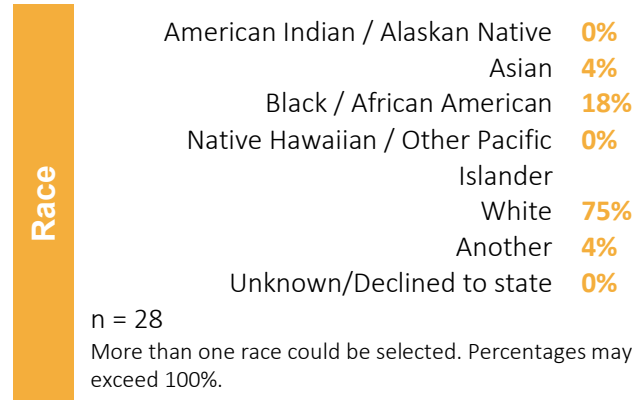 Race
American Indian / Alaskan Native 0%
Asian 4%
Black / African American 18%
Native Hawaiian / Other Pacific 0%
Islander
White 75%
Another 4%
Unknown/Declined to state 0%
n = 28
More than one race could be selected. Percentages may
exceed 100%.